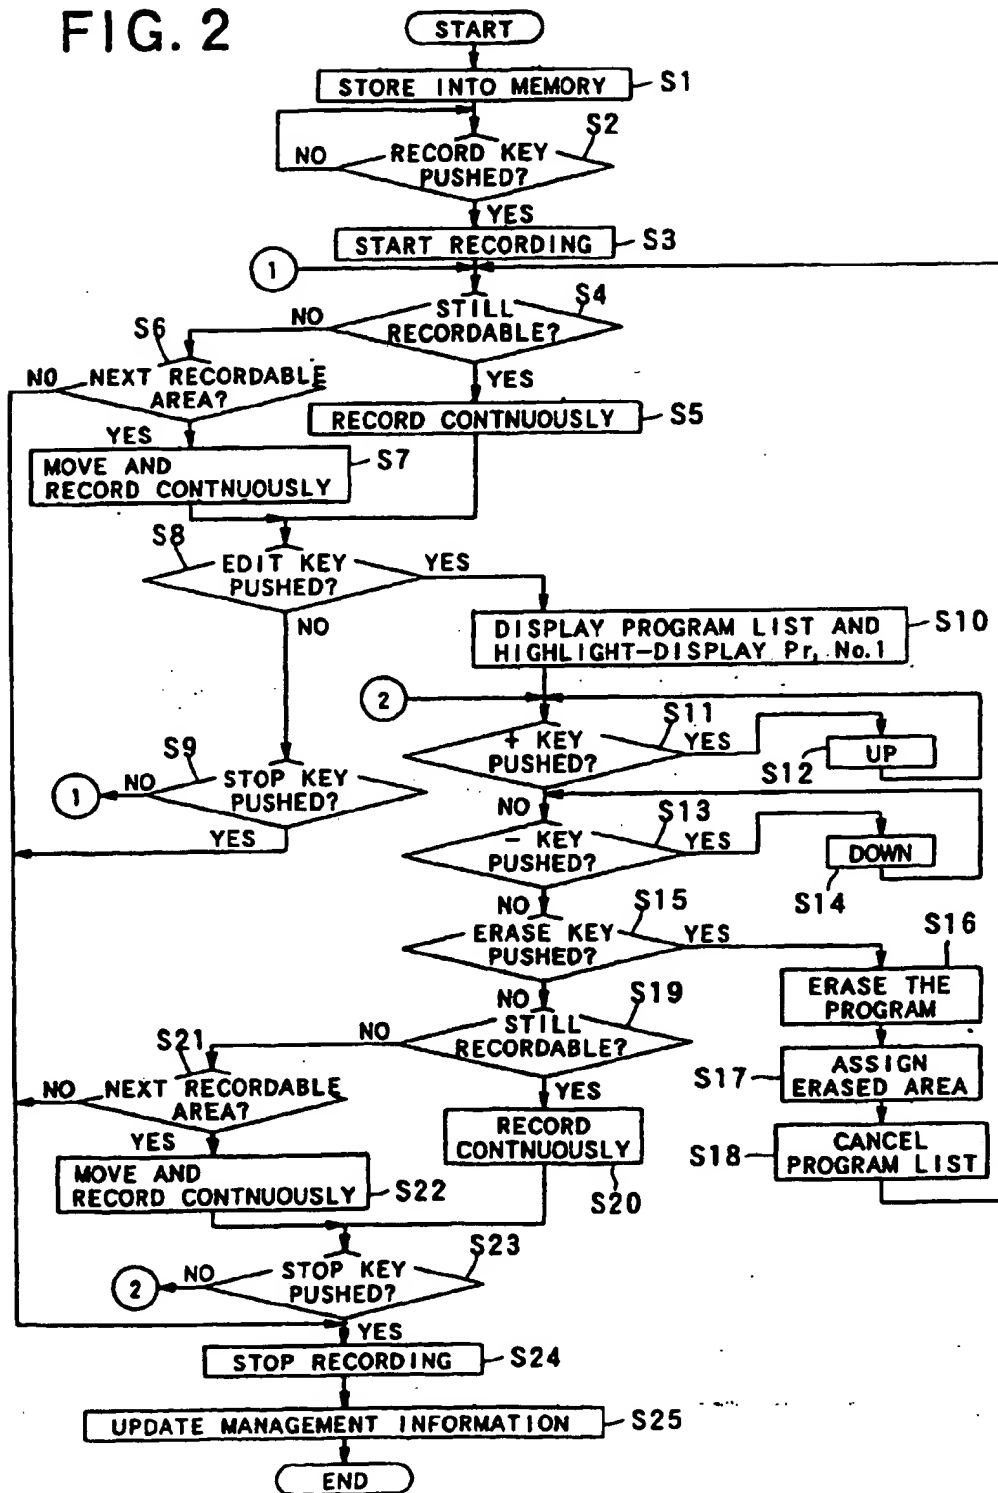 FIG. 2
START
STORE INTO MEMORY
S1
S2
NO
RECORD KEY
PUSHED?
YES
START RECORDING
S3
1
S4
STILL
RECORDABLE?
NO
S6
NO
NEXT RECORDABLE
AREA?
YES
YES
RECORD CONTNUOUSLY
S5
MOVE AND
RECORD CONTNUOUSLY
S7
S8
EDIT KEY
PUSHED?
YES
NO
DISPLAY PROGRAM LIST AND
HIGHLIGHT-DISPLAY Pr, No.1
S10
2
S11
+ KEY
PUSHED?
YES
UP
S12
S9
STOP KEY
PUSHED?
NO
1
YES
NO
S13
- KEY
PUSHED?
YES
DOWN
S14
NO
S15
ERASE KEY
PUSHED?
YES
S16
ERASE THE
PROGRAM
NO
S19
STILL
RECORDABLE?
NO
S17
ASSIGN
ERASED AREA
S21
NO
NEXT RECORDABLE
AREA?
YES
YES
RECORD
CONTNUOUSLY
S20
S18
CANCEL
PROGRAM LIST
MOVE AND
RECORD CONTNUOUSLY
S22
S23
STOP KEY
PUSHED?
NO
2
YES
STOP RECORDING
S24
UPDATE MANAGEMENT INFORMATION
S25
END